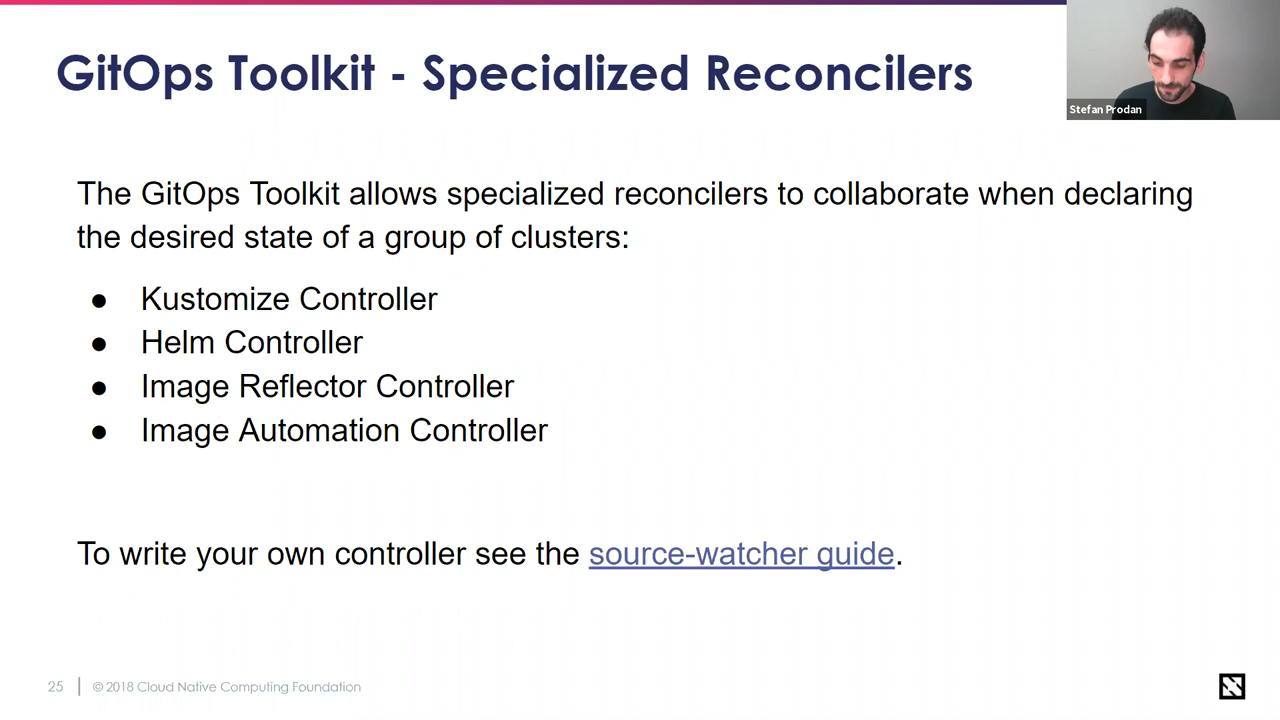 GitOps Toolkit - Specialized Reconcilers
Stefan Prodan
The GitOps Toolkit allows specialized reconcilers to collaborate when declaring
the desired state of a group of clusters:
● Kustomize Controller
● Helm Controller
● Image Reflector Controller
● Image Automation Controller
To write your own controller see the source-watcher guide.
25 | © 2018 Cloud Native Computing Foundation